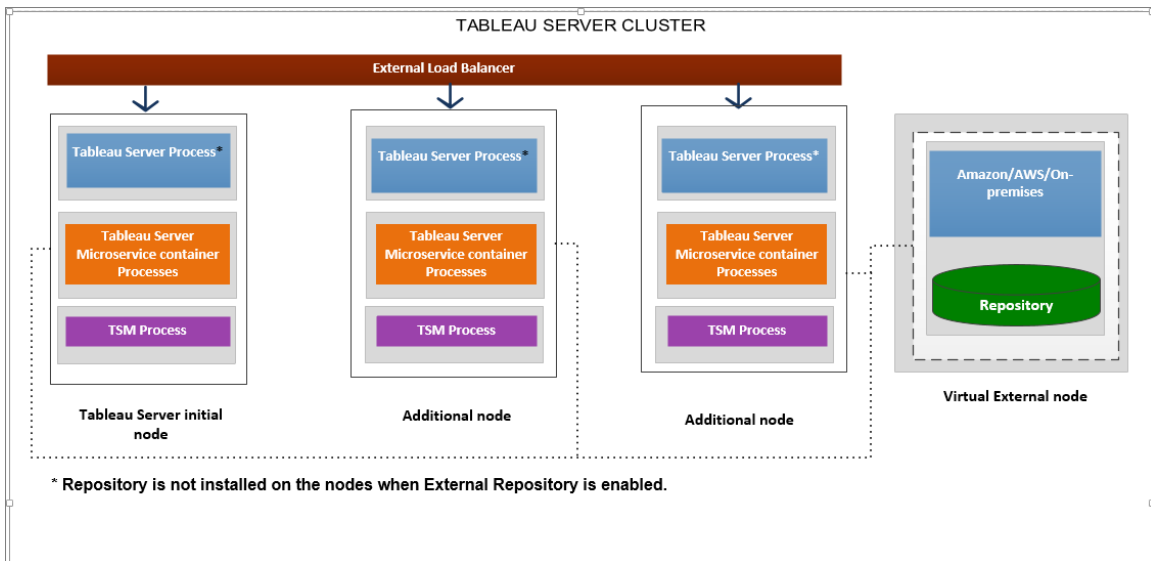 TABLEAU SERVER CLUSTER
External Load Balancer
Tableau Server Process*
Tableau Server
Microservice container
Processes
TSM Process
Tableau Server initial
node
Tableau Server Process*
Tableau Server
Microservice container
Processes
TSM Process
Additional node
Tableau Server Process*
Tableau Server
Microservice container
Processes
TSM Process
Additional node
Amazon/AWS/On-
premises
Repository
Virtual External node
* Repository is not installed on the nodes when External Repository is enabled.